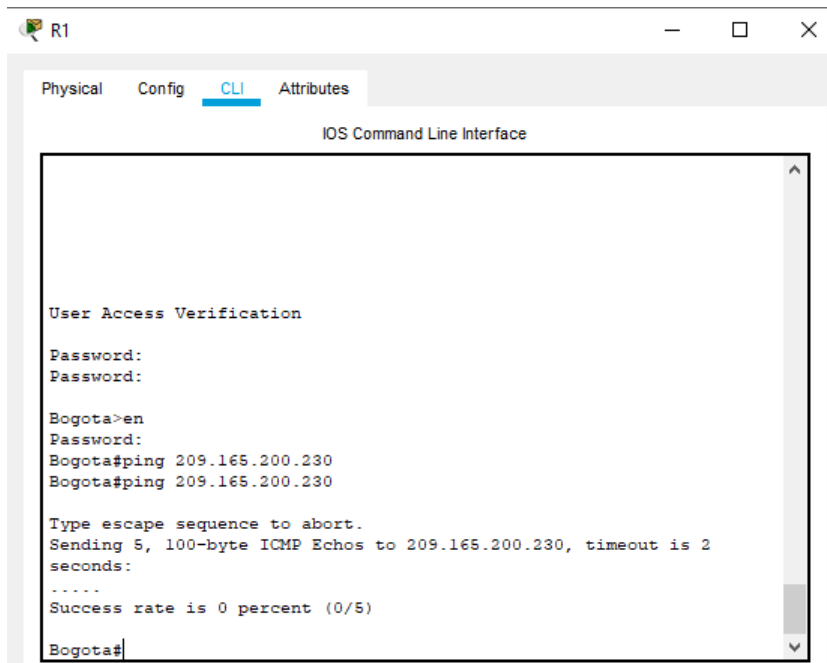 R1
Physical Config CLI Attributes
IOS Command Line Interface
User Access Verification
Password:
Password:
Bogota>en
Password:
Bogota#ping 209.165.200.230
Bogota#ping 209.165.200.230
Type escape sequence to abort.
Sending 5, 100-byte ICMP Echos to 209.165.200.230, timeout is 2
seconds:
.....
Success rate is 0 percent (0/5)
Bogota#